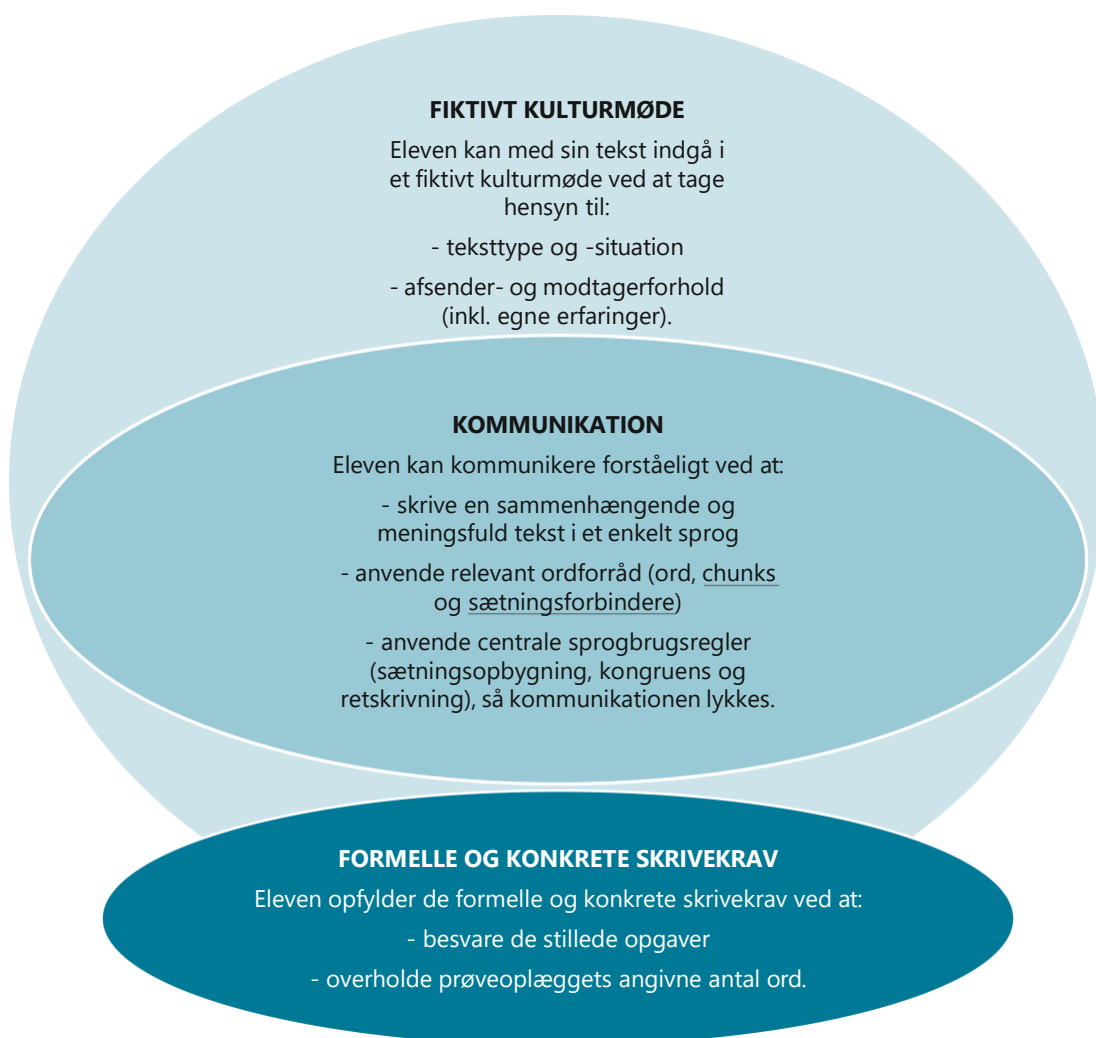 FIKTIVT KULTURMØDE
Eleven kan med sin tekst indgå i
et fiktivt kulturmøde ved at tage
hensyn til:
- teksttype og -situation
- afsender- og modtagerforhold
(inkl. egne erfaringer).
KOMMUNIKATION
Eleven kan kommunikere forståeligt ved at:
- skrive en sammenhængende og
meningsfuld tekst i et enkelt sprog
- anvende relevant ordforråd (ord, chunks
og sætningsforbindere)
- anvende centrale sprogbrugsregler
(sætningsopbygning, kongruens og
retskrivning), så kommunikationen lykkes.
FORMELLE OG KONKRETE SKRIVEKRAV
Eleven opfylder de formelle og konkrete skrivekrav ved at:
- besvare de stillede opgaver
- overholde prøveoplæggets angivne antal ord.